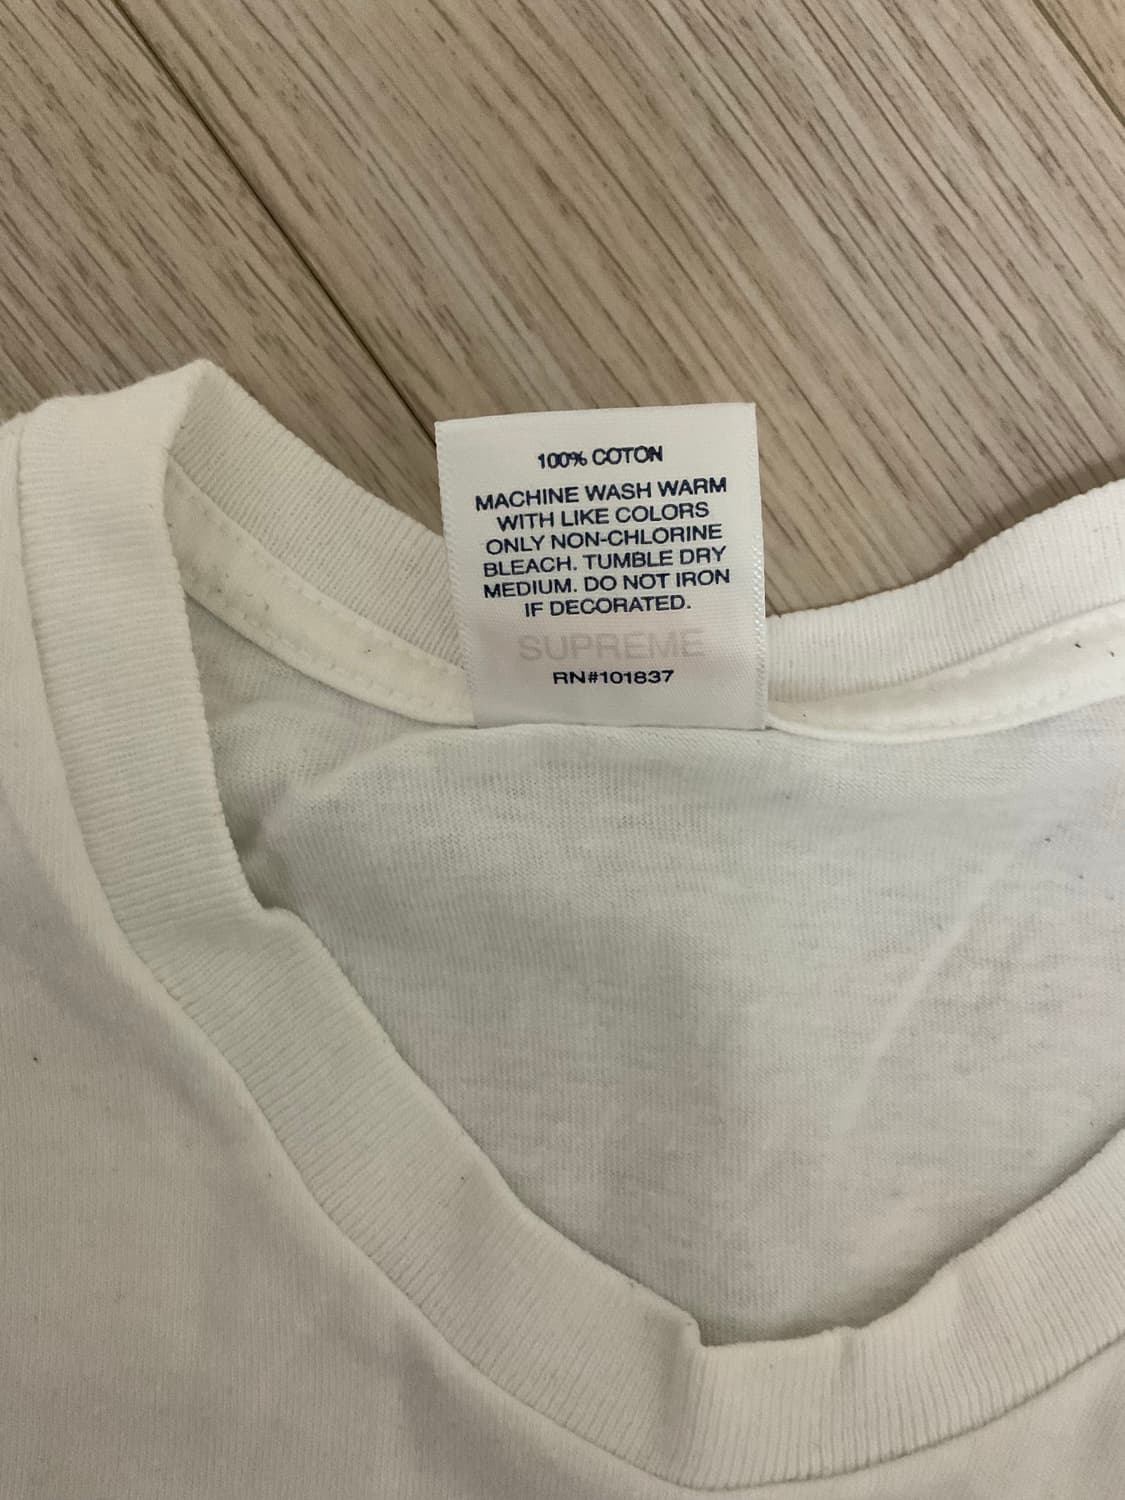 100% COTON
MACHINE WASH WARM
WITH LIKE COLORS
ONLY NON-CHLORINE
BLEACH. TUMBLE DRY
MEDIUM. DO NOT IRON
IF DECORATED.
SUPREME
RN#101837